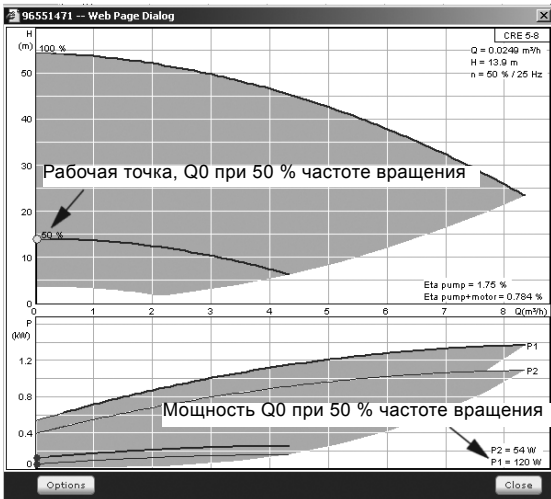 96551471 -- Web Page Dialog
H
(m)
100 %
CRE 5-8
Q = 0.0249 m³/h
H = 13.9 m
n = 50 % / 25 Hz
50
40
30
Рабочая точка, Q0 при 50 % частоте вращения
20
50 %
10
Eta pump = 1.75 %
Eta pump+motor = 0.784 %
0
0 1 2 3 4 5 6 7 8 Q(m³/h)
P
(kW)
P1
1.2
P2
0.8
Мощность Q0 при 50 % частоте вращения
0.4
P2 = 54 W
P1 = 120 W
0
Options
Close